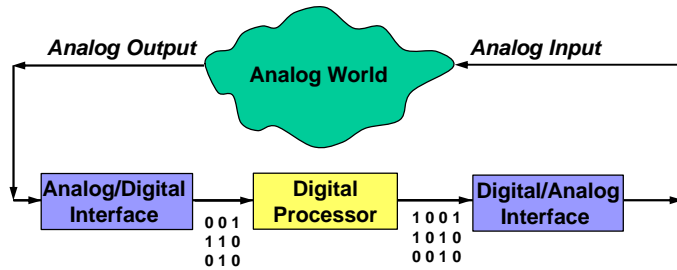 Analog Output
Analog World
Analog Input
Analog/Digital
Interface
Digital
Processor
Digital/Analog
Interface
0 0 1
1 1 0
0 1 0
1 0 0 1
1 0 1 0
0 0 1 0